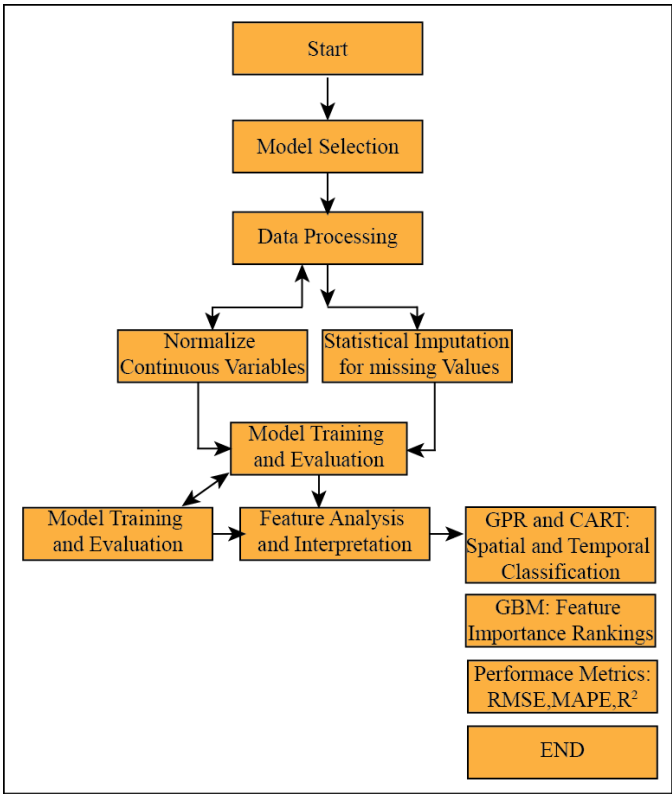 Start
Model Selection
Data Processing
Normalize
Continuous Variables
Statistical Imputation
for missing Values
Model Training
and Evaluation
Model Training
and Evaluation
Feature Analysis
and Interpretation
GPR and CART:
Spatial and Temporal
Classification
GBM: Feature
Importance Rankings
Performace Metrics:
RMSE,MAPE,R²
END